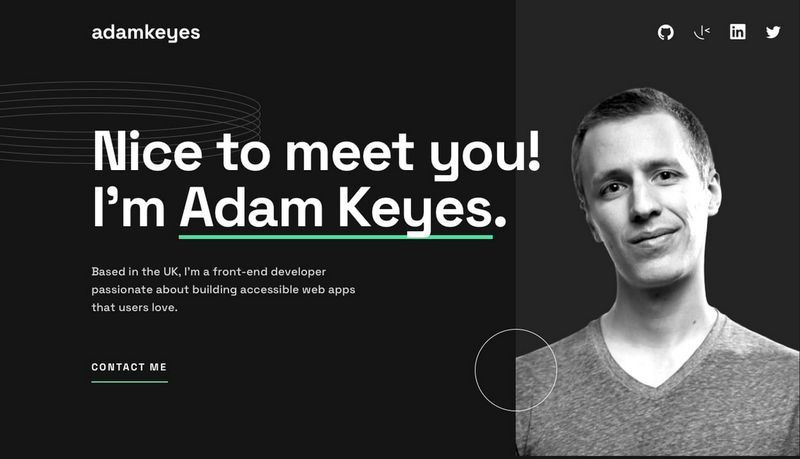 adamkeyes
Nice to meet you!
I’m Adam Keyes.
Based in the UK, I’m a front-end developer
passionate about building accessible web apps
that users love.
CONTACT ME